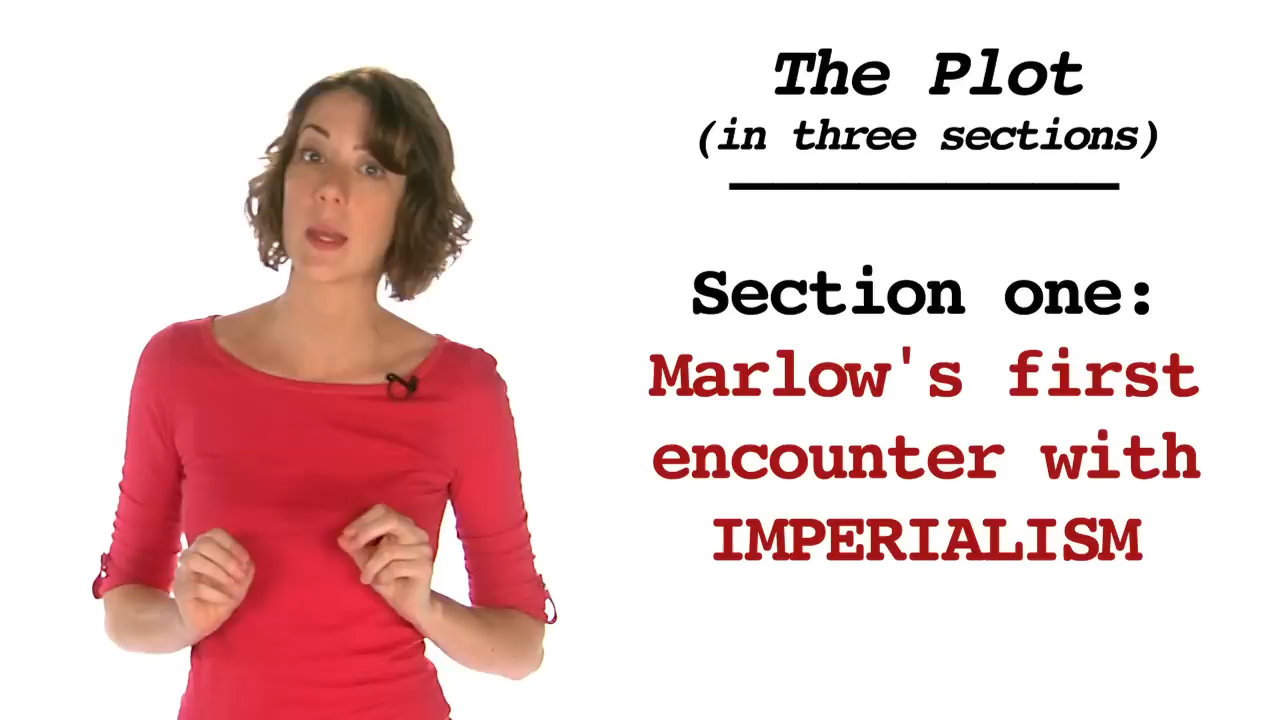 The Plot
(in three sections)
Section one:
Marlow's first
encounter with
IMPERIALISM